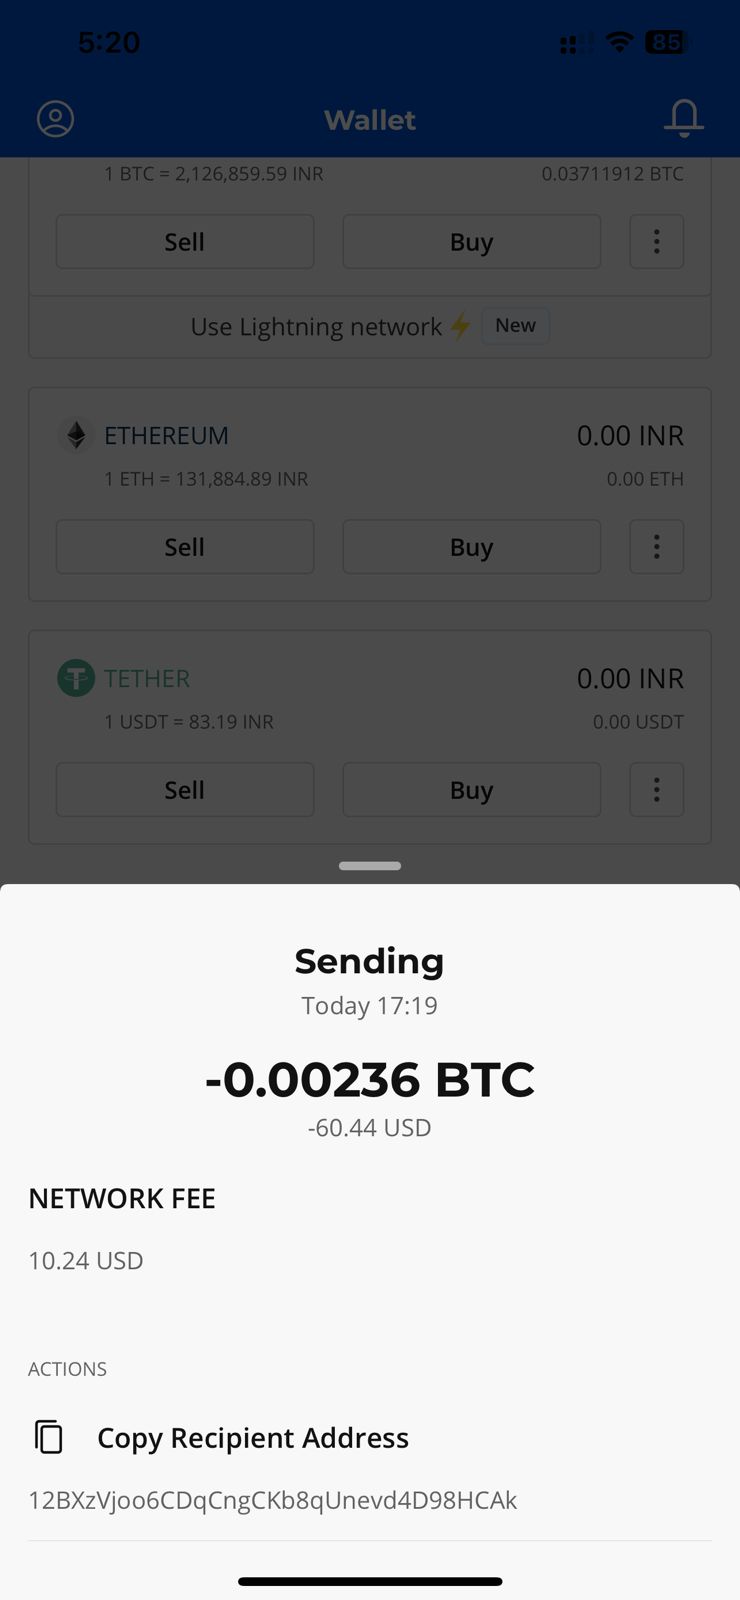 5:20
85
Wallet
1 BTC = 2,126,859.59 INR 0.03711912 BTC
Sell Buy
Use Lightning network New
ETHEREUM 0.00 INR
1 ETH = 131,884.89 INR 0.00 ETH
Sell Buy
TETHER 0.00 INR
1 USDT = 83.19 INR 0.00 USDT
Sell Buy
Sending
Today 17:19
-0.00236 BTC
-60.44 USD
NETWORK FEE
10.24 USD
ACTIONS
Copy Recipient Address
12BXzVjoo6CDqCngCKb8qUnevd4D98HCAk